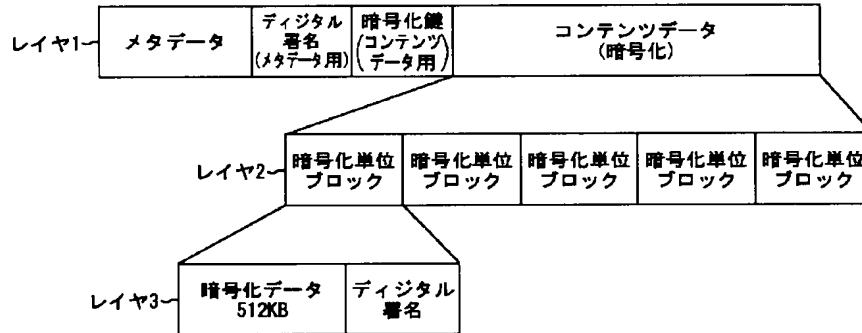 レイヤ1
メタデータ
ディジタル
署名
(メタデータ用)
暗号化鍵
(コンテンツ
データ用)
コンテンツデータ
(暗号化)
レイヤ2
暗号化単位
ブロック
暗号化単位
ブロック
暗号化単位
ブロック
暗号化単位
ブロック
暗号化単位
ブロック
レイヤ3
暗号化データ
512KB
ディジタル
署名